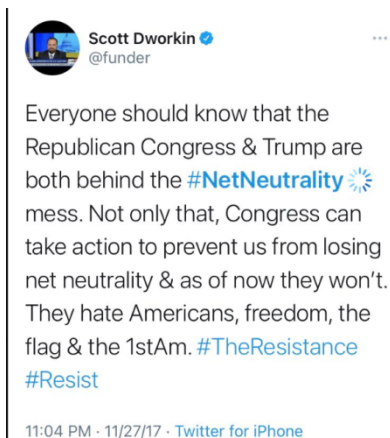 Scott Dworkin
@funder
Everyone should know that the
Republican Congress & Trump are
both behind the #NetNeutrality
mess. Not only that, Congress can
take action to prevent us from losing
net neutrality & as of now they won't.
They hate Americans, freedom, the
flag & the 1stAm. #TheResistance
#Resist
11:04 PM · 11/27/17 · Twitter for iPhone